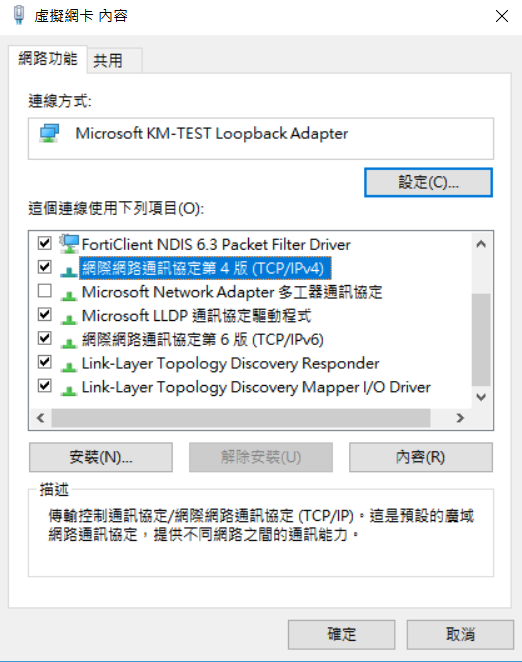 虛擬網卡 內容
網路功能 共用
連線方式:
Microsoft KM-TEST Loopback Adapter
設定(C)...
這個連線使用下列項目(O):
FortiClient NDIS 6.3 Packet Filter Driver
網際網路通訊協定第 4 版 (TCP/IPv4)
Microsoft Network Adapter 多工器通訊協定
Microsoft LLDP 通訊協定驅動程式
網際網路通訊協定第 6 版 (TCP/IPv6)
Link-Layer Topology Discovery Responder
Link-Layer Topology Discovery Mapper I/O Driver
安裝(N)... 解除安裝(U) 內容(R)
描述
傳輸控制通訊協定/網際網路通訊協定 (TCP/IP)。這是預設的廣域
網路通訊協定，提供不同網路之間的通訊能力。
確定 取消